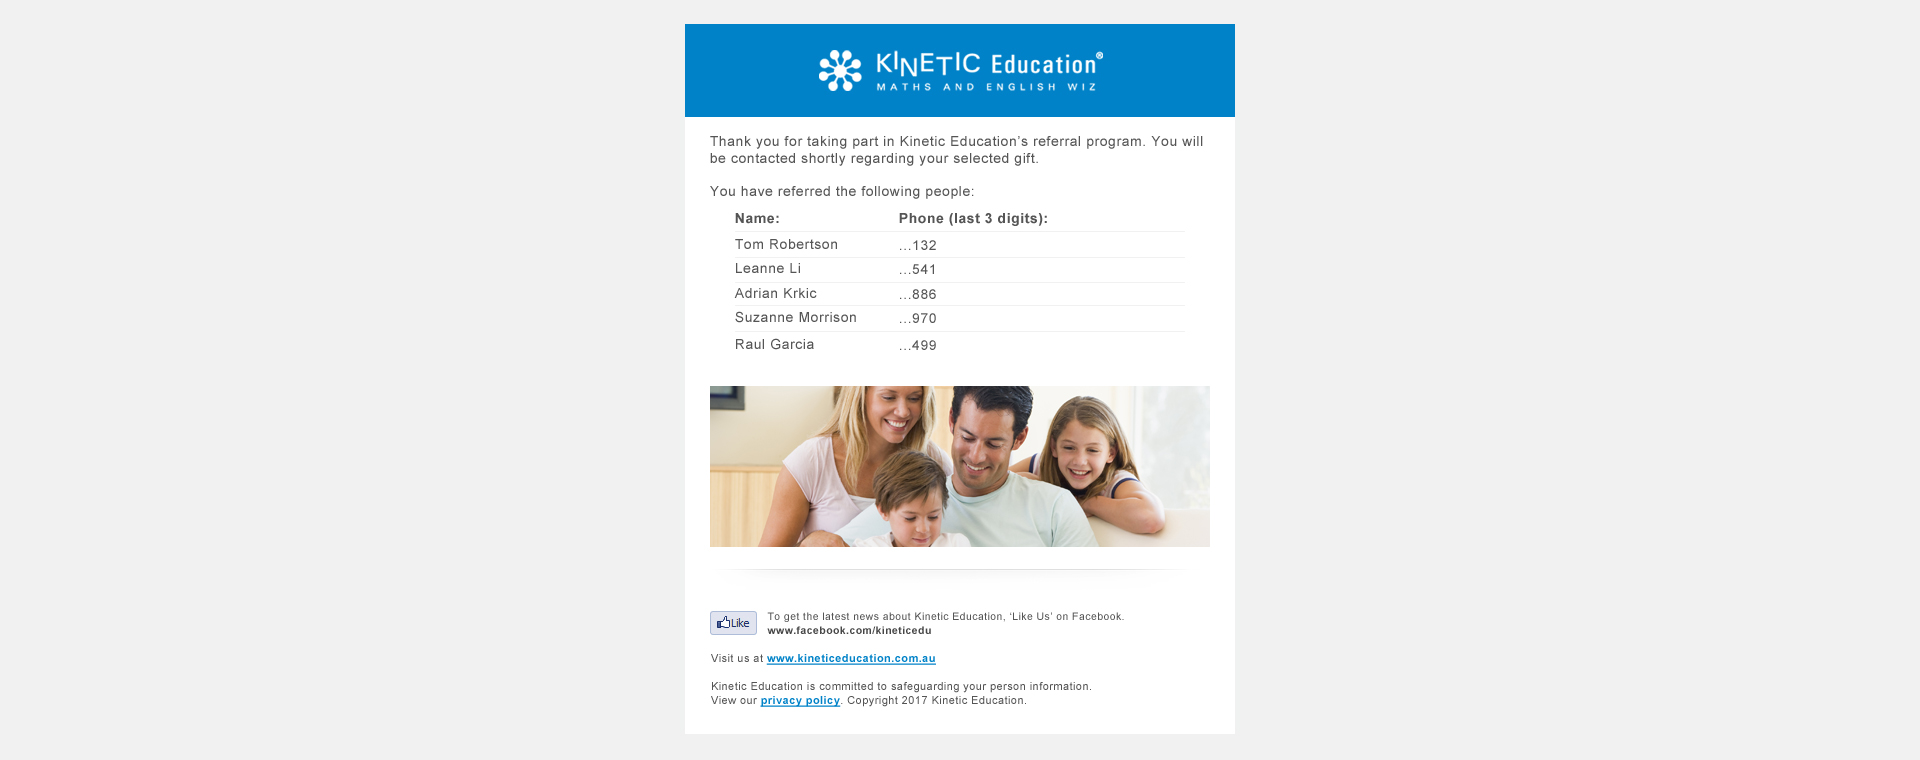 KINETIC Education®
MATHS AND ENGLISH WIZ
Thank you for taking part in Kinetic Education’s referral program. You will
be contacted shortly regarding your selected gift.
You have referred the following people:
Name: Phone (last 3 digits):
Tom Robertson ...132
Leanne Li ...541
Adrian Krkic ...886
Suzanne Morrison ...970
Raul Garcia ...499
Like
To get the latest news about Kinetic Education, ‘Like Us’ on Facebook.
www.facebook.com/kineticedu
Visit us at www.kineticeducation.com.au
Kinetic Education is committed to safeguarding your person information.
View our privacy policy. Copyright 2017 Kinetic Education.